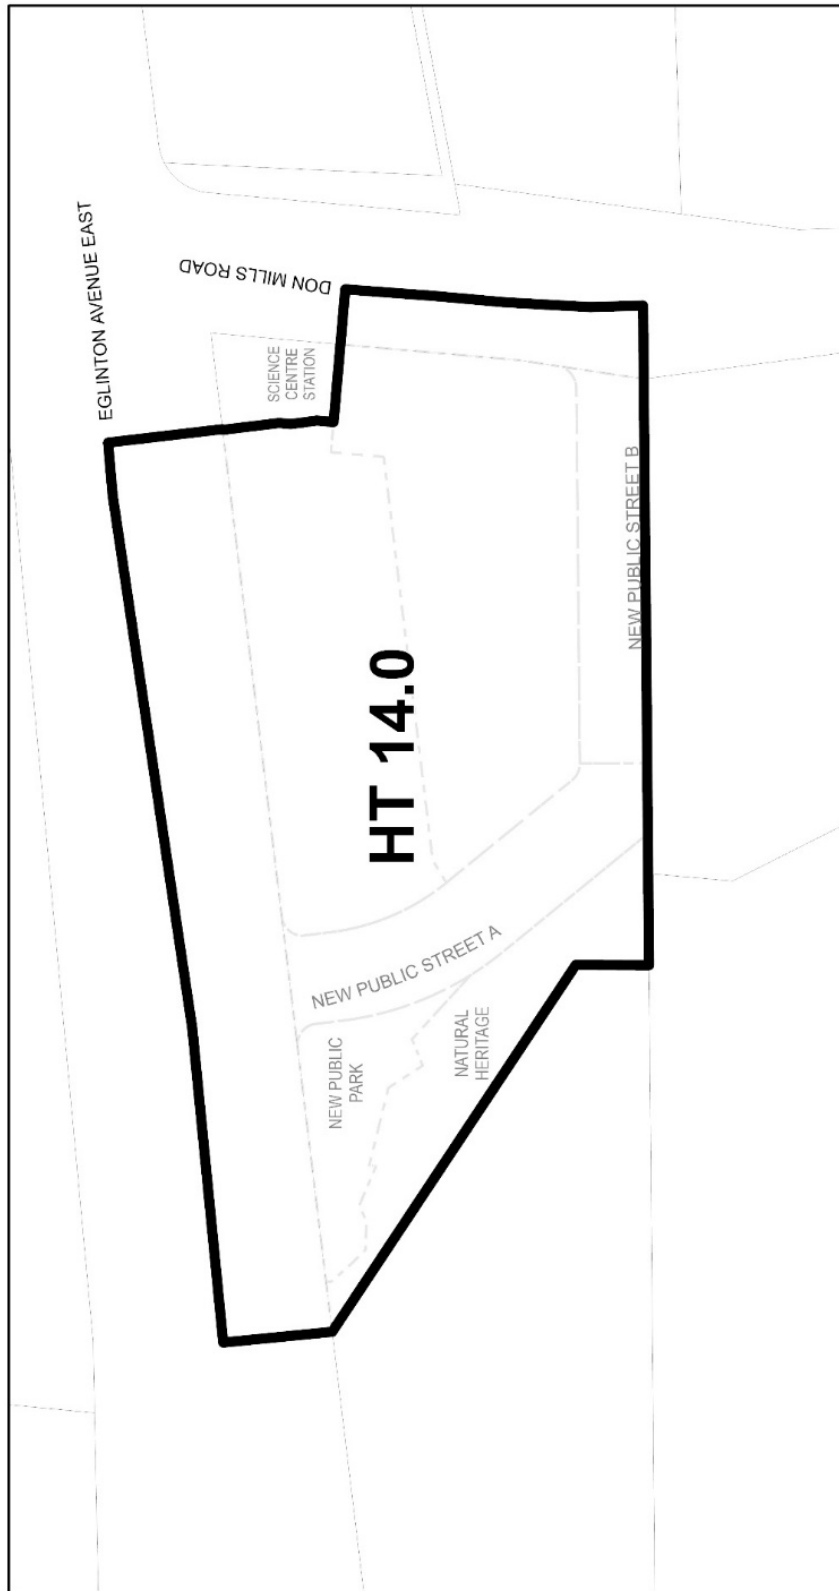 EGLINTON AVENUE EAST
DON MILLS ROAD
SCIENCE
CENTRE
STATION
NEW PUBLIC STREET B
HT 14.0
NEW PUBLIC STREET A
NEW PUBLIC
PARK
NATURAL
HERITAGE